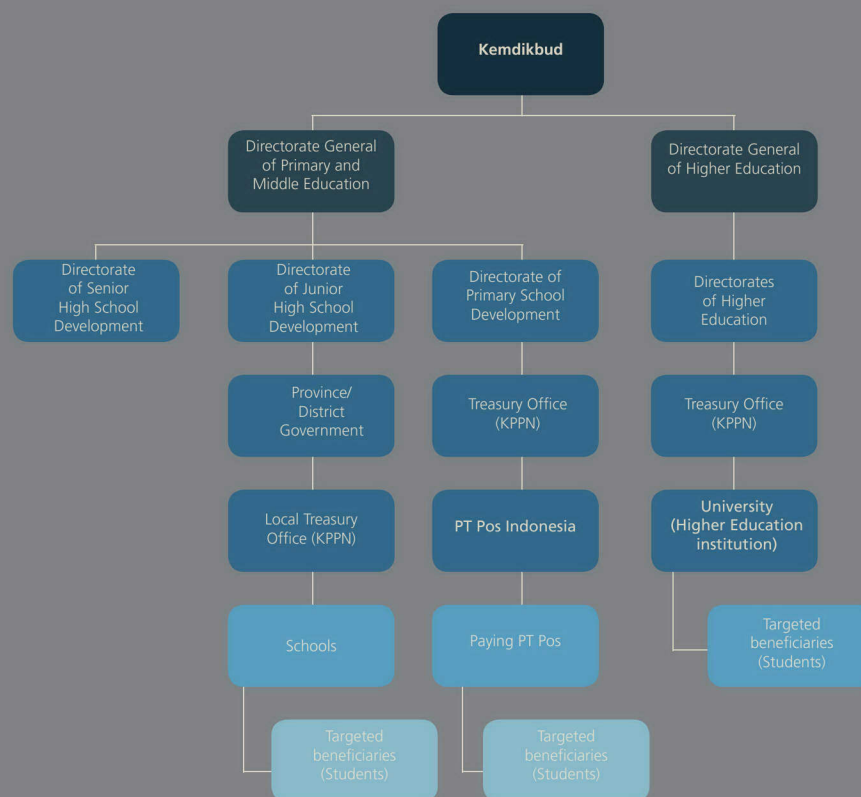 Kemdikbud
Directorate General
of Primary and
Middle Education
Directorate General
of Higher Education
Directorate
of Senior
High School
Development
Directorate
of Junior
High School
Development
Directorate of
Primary School
Development
Directorates
of Higher
Education
Province/
District
Government
Treasury Office
(KPPN)
Treasury Office
(KPPN)
Local Treasury
Office (KPPN)
PT Pos Indonesia
University
(Higher Education
institution)
Schools
Paying PT Pos
Targeted
beneficiaries
(Students)
Targeted
beneficiaries
(Students)
Targeted
beneficiaries
(Students)